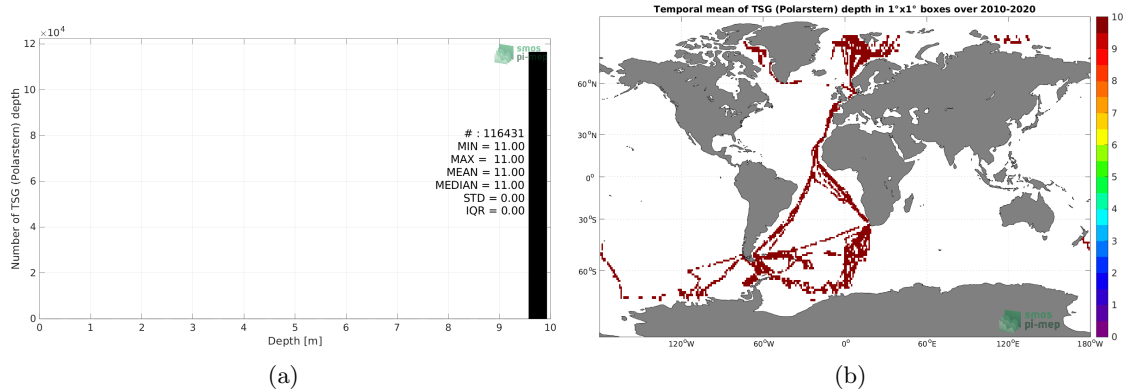 Temporal mean of TSG (Polarstern) depth in 1°x1° boxes over 2010-2020
×10⁴
12
10
8
6
4
2
0
Number of TSG (Polarstern) depth
smos
pi-mep
# : 116431
MIN = 11.00
MAX = 11.00
MEAN = 11.00
MEDIAN = 11.00
STD = 0.00
IQR = 0.00
0 1 2 3 4 5 6 7 8 9 10
Depth [m]
(a)
60°N
30°N
0°
30°S
60°S
120°W 60°W 0° 60°E 120°E 180°W
smos
pi-mep
10
9
8
7
6
5
4
3
2
1
0
(b)